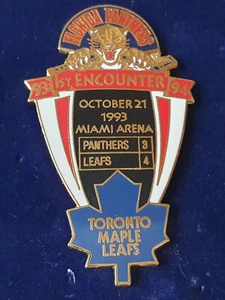 FLORIDA PANTHERS
93 1ST ENCOUNTER 94
OCTOBER 21
1993
MIAMI ARENA
PANTHERS 3
LEAFS 4
TORONTO
MAPLE
LEAFS